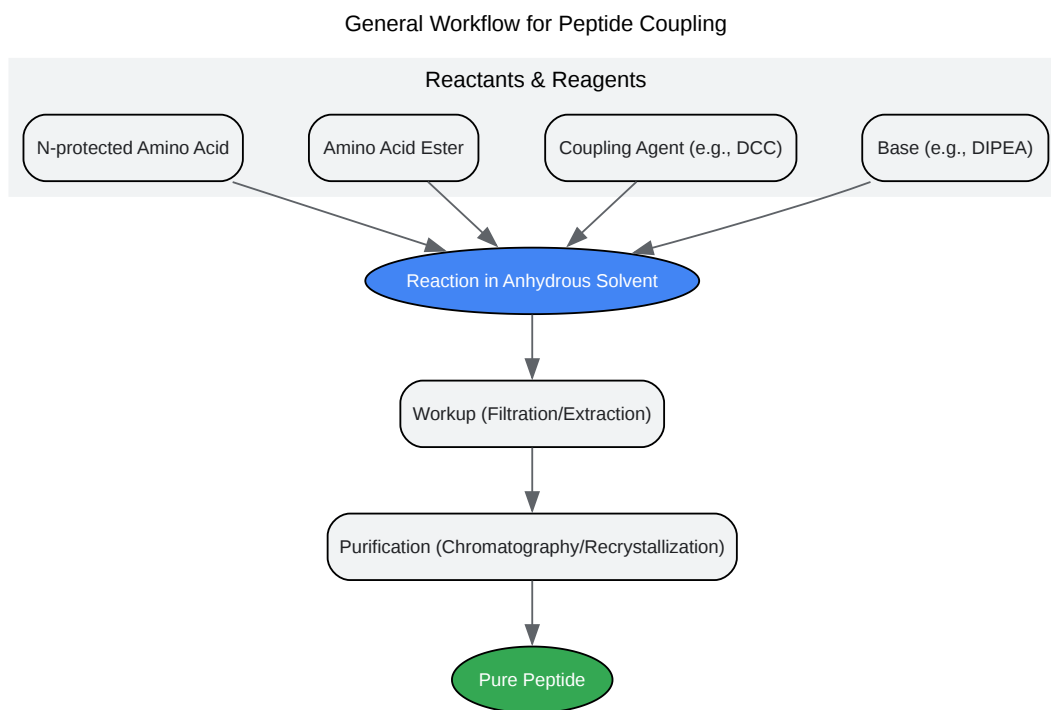 General Workflow for Peptide Coupling
Reactants & Reagents
N-protected Amino Acid
Amino Acid Ester
Coupling Agent (e.g., DCC)
Base (e.g., DIPEA)
Reaction in Anhydrous Solvent
Workup (Filtration/Extraction)
Purification (Chromatography/Recrystallization)
Pure Peptide